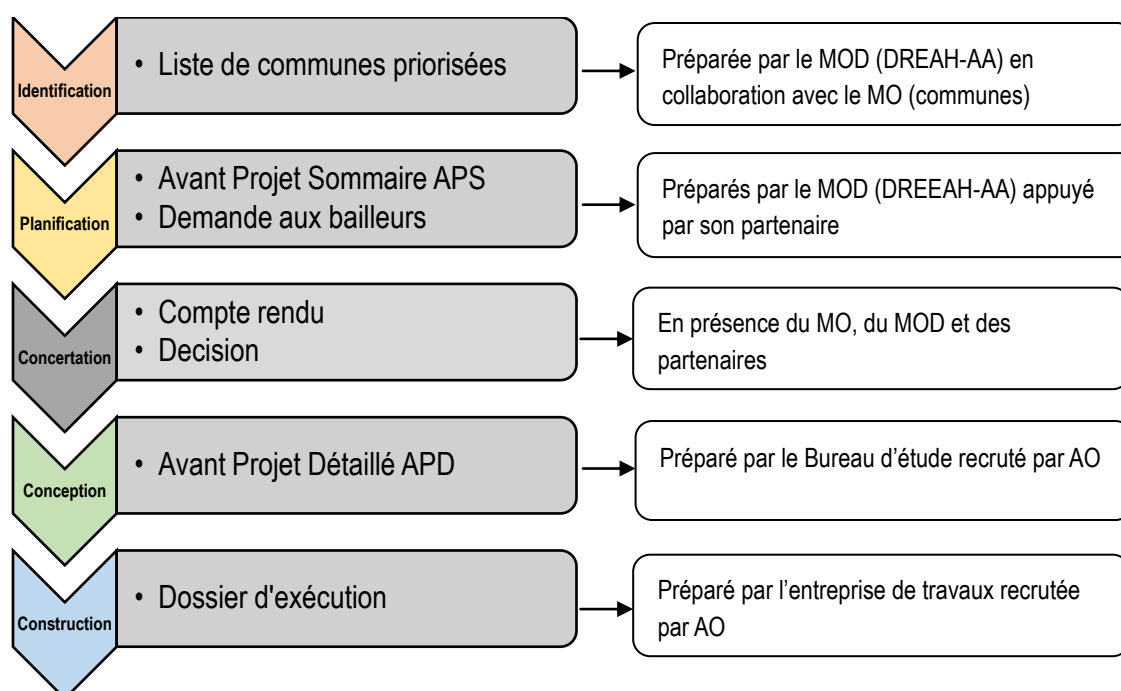 Identification
• Liste de communes priorisées
Préparée par le MOD (DREAH-AA) en
collaboration avec le MO (communes)
Planification
• Avant Projet Sommaire APS
• Demande aux bailleurs
Préparés par le MOD (DREEAH-AA) appuyé
par son partenaire
Concertation
• Compte rendu
• Decision
En présence du MO, du MOD et des
partenaires
Conception
• Avant Projet Détaillé APD
Préparé par le Bureau d’étude recruté par AO
Construction
• Dossier d'exécution
Préparé par l’entreprise de travaux recrutée
par AO